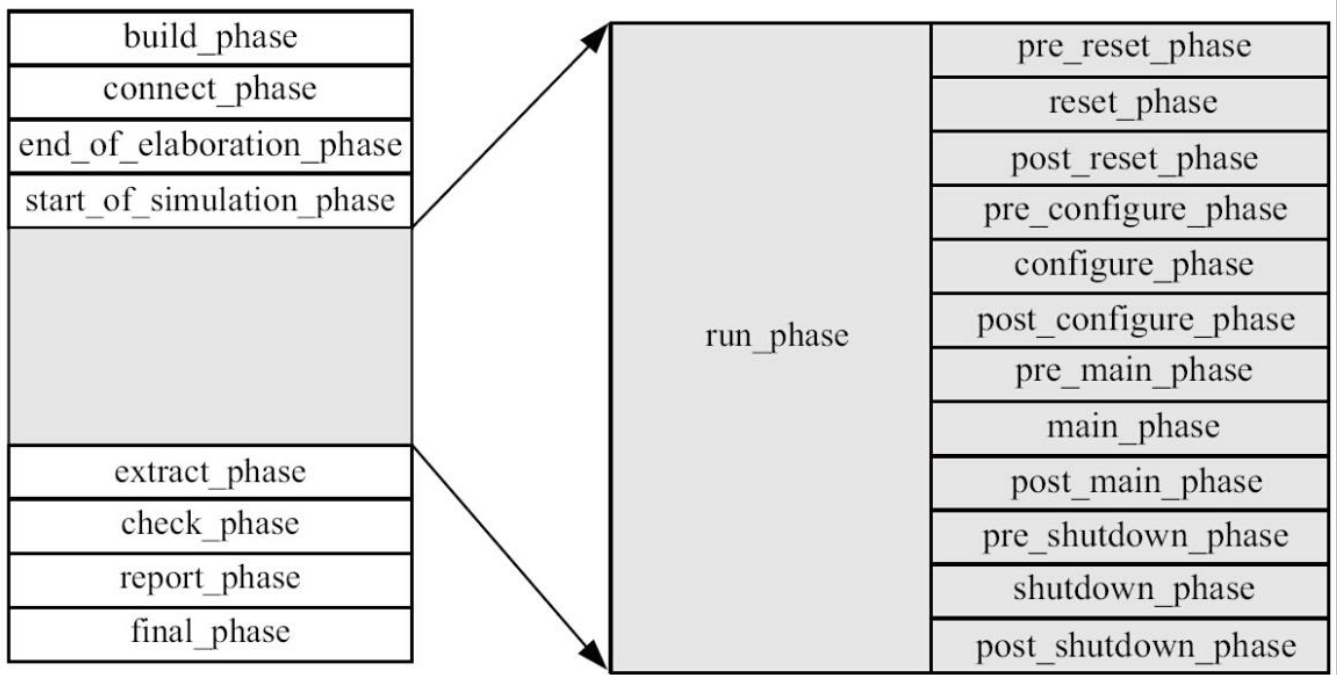 build_phase
connect_phase
end_of_elaboration_phase
start_of_simulation_phase
extract_phase
check_phase
report_phase
final_phase
run_phase
pre_reset_phase
reset_phase
post_reset_phase
pre_configure_phase
configure_phase
post_configure_phase
pre_main_phase
main_phase
post_main_phase
pre_shutdown_phase
shutdown_phase
post_shutdown_phase